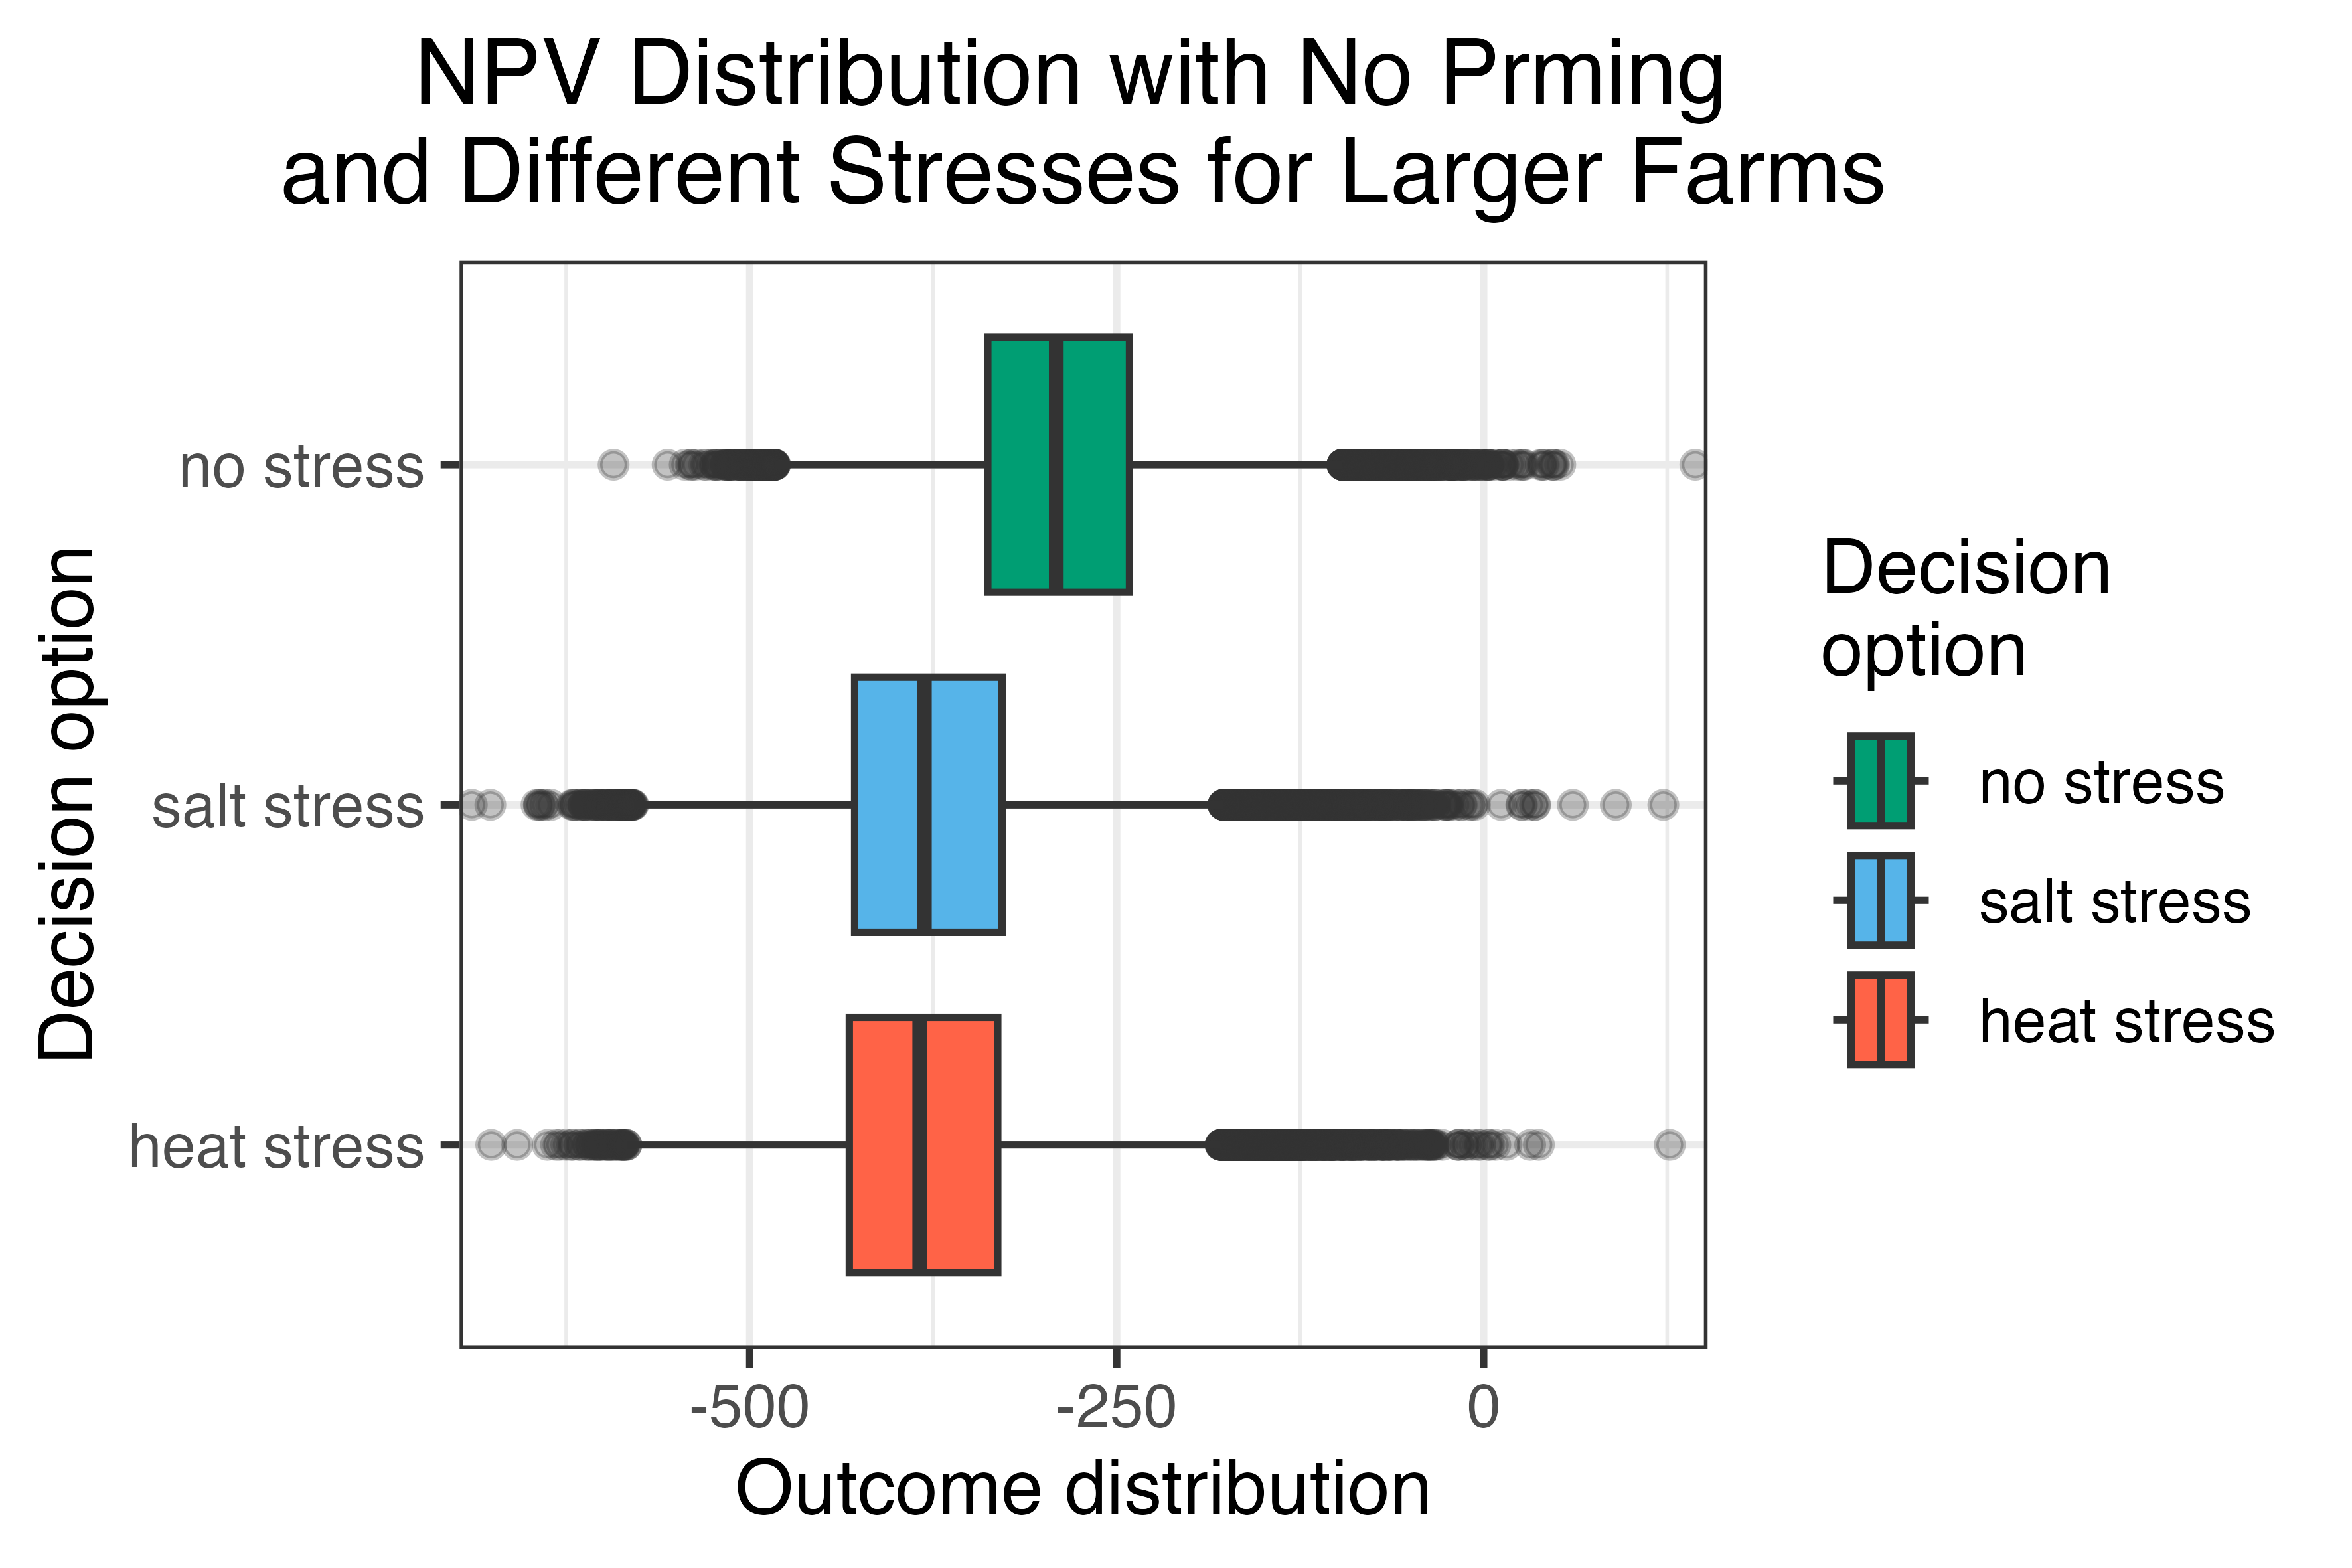 NPV Distribution with No Prming
and Different Stresses for Larger Farms
Decision option
no stress
salt stress
heat stress
-500
-250
0
Outcome distribution
Decision
option
no stress
salt stress
heat stress